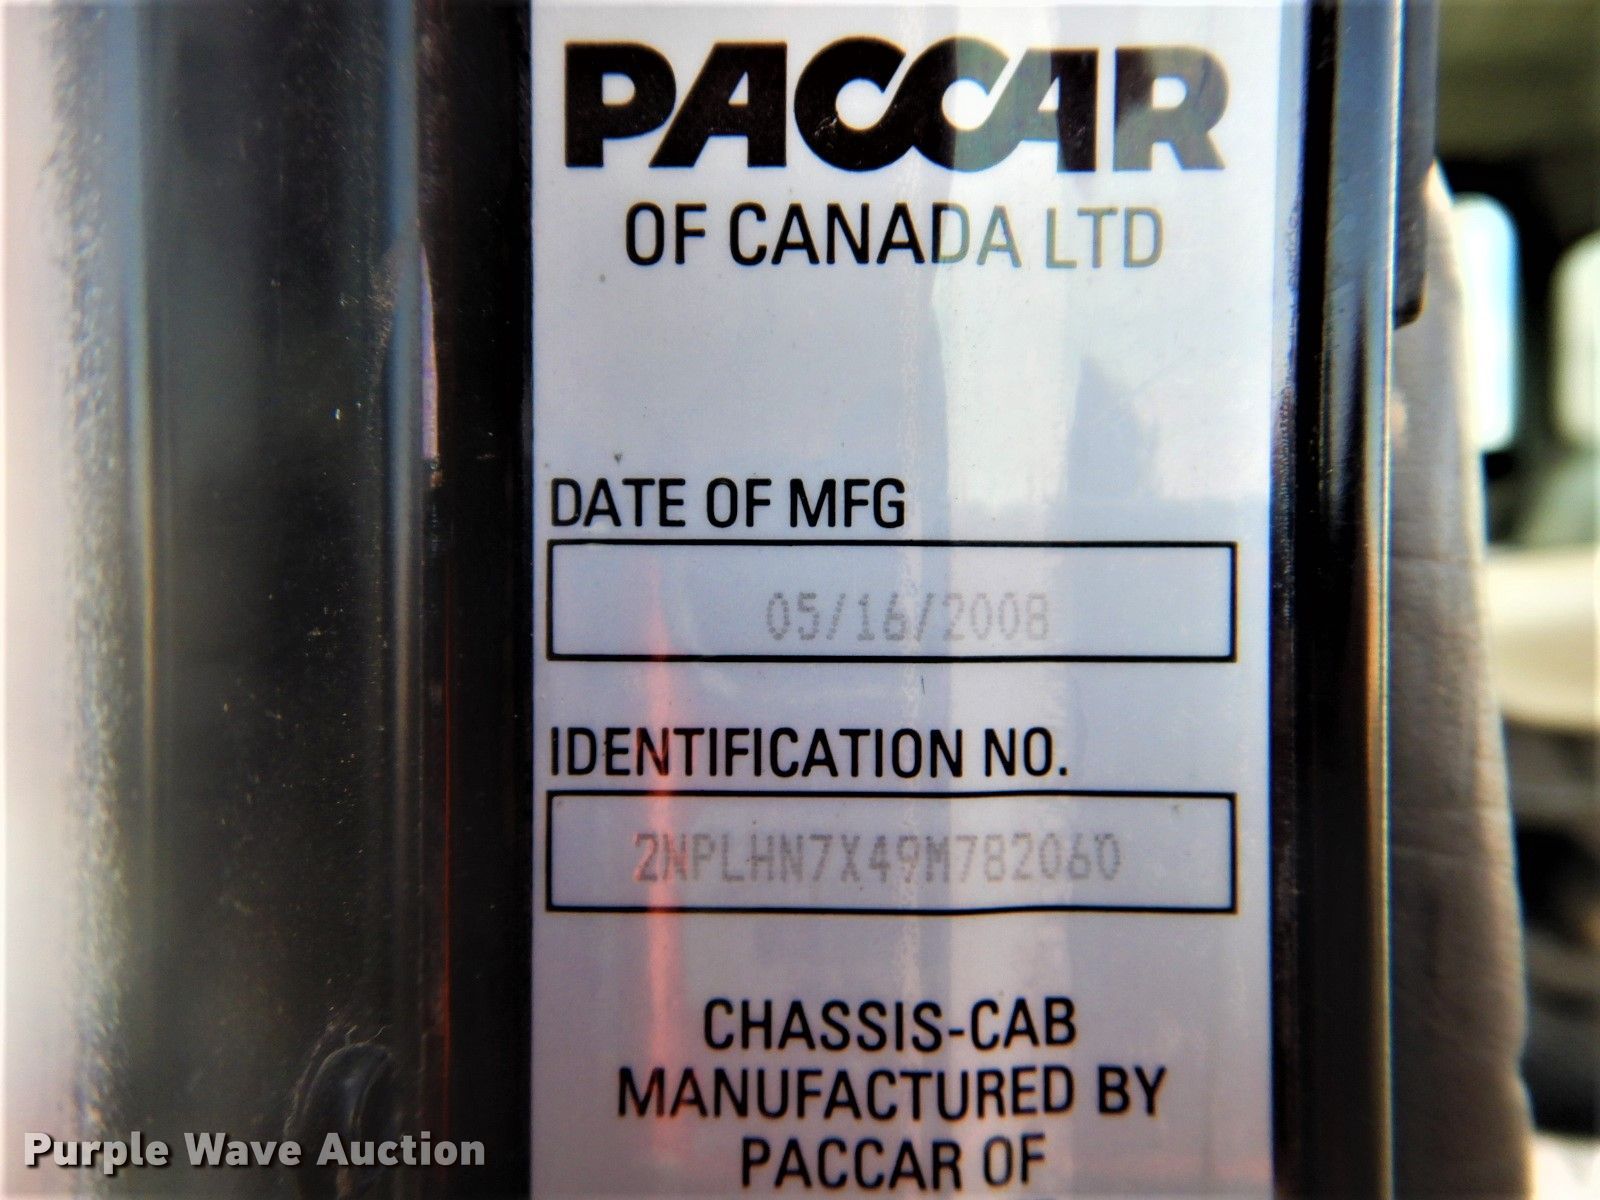 PACCAR
OF CANADA LTD
DATE OF MFG
05/16/2008
IDENTIFICATION NO.
2NPLHN7X49M782060
CHASSIS-CAB
MANUFACTURED BY
PACCAR OF
Purple Wave Auction